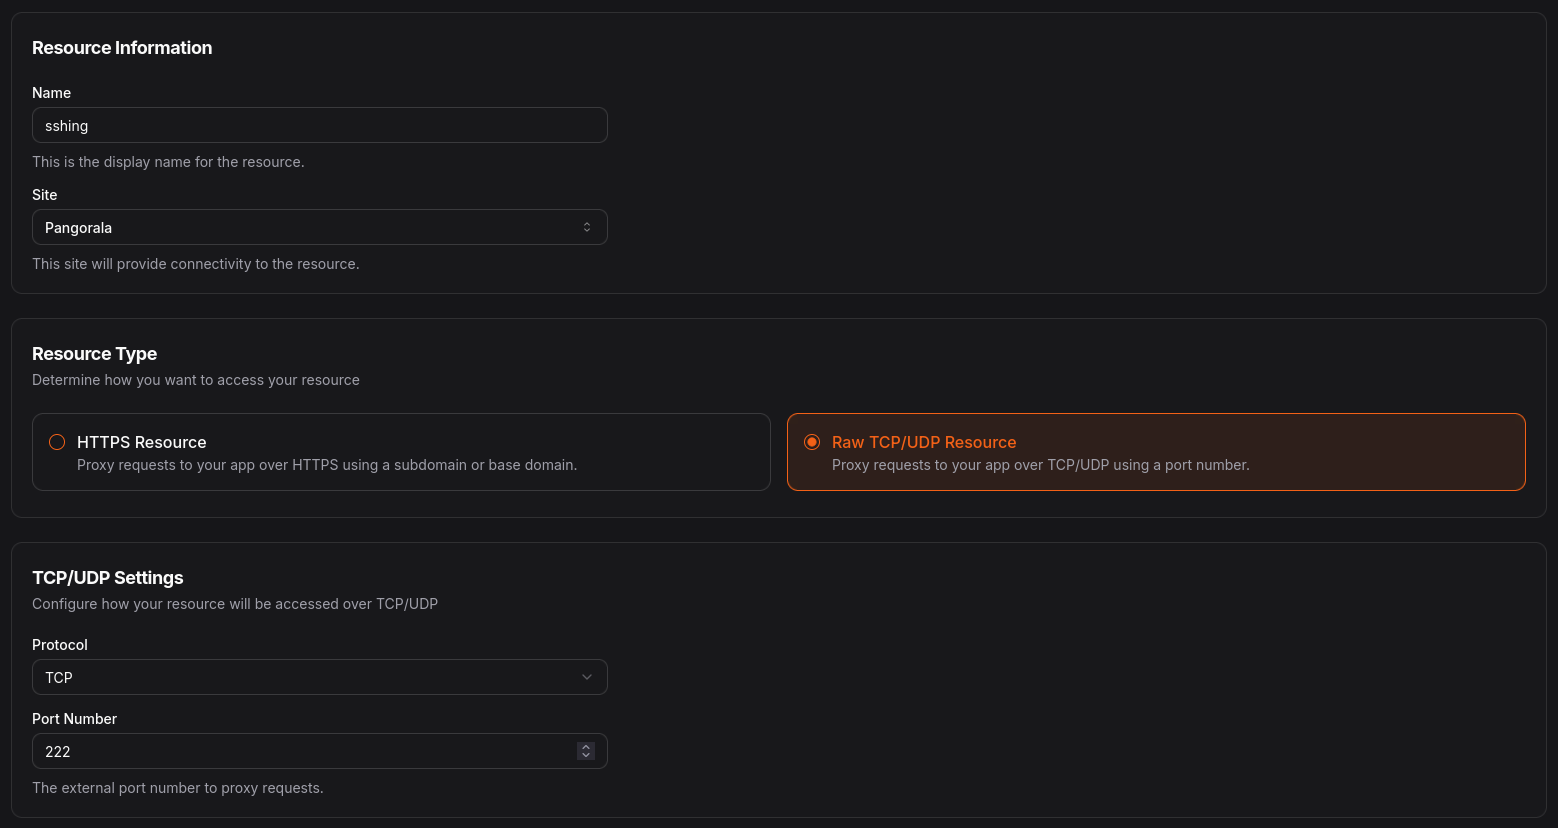 Resource Information
Name
sshing
This is the display name for the resource.
Site
Pangorala
This site will provide connectivity to the resource.
Resource Type
Determine how you want to access your resource
HTTPS Resource
Proxy requests to your app over HTTPS using a subdomain or base domain.
Raw TCP/UDP Resource
Proxy requests to your app over TCP/UDP using a port number.
TCP/UDP Settings
Configure how your resource will be accessed over TCP/UDP
Protocol
TCP
Port Number
222
The external port number to proxy requests.